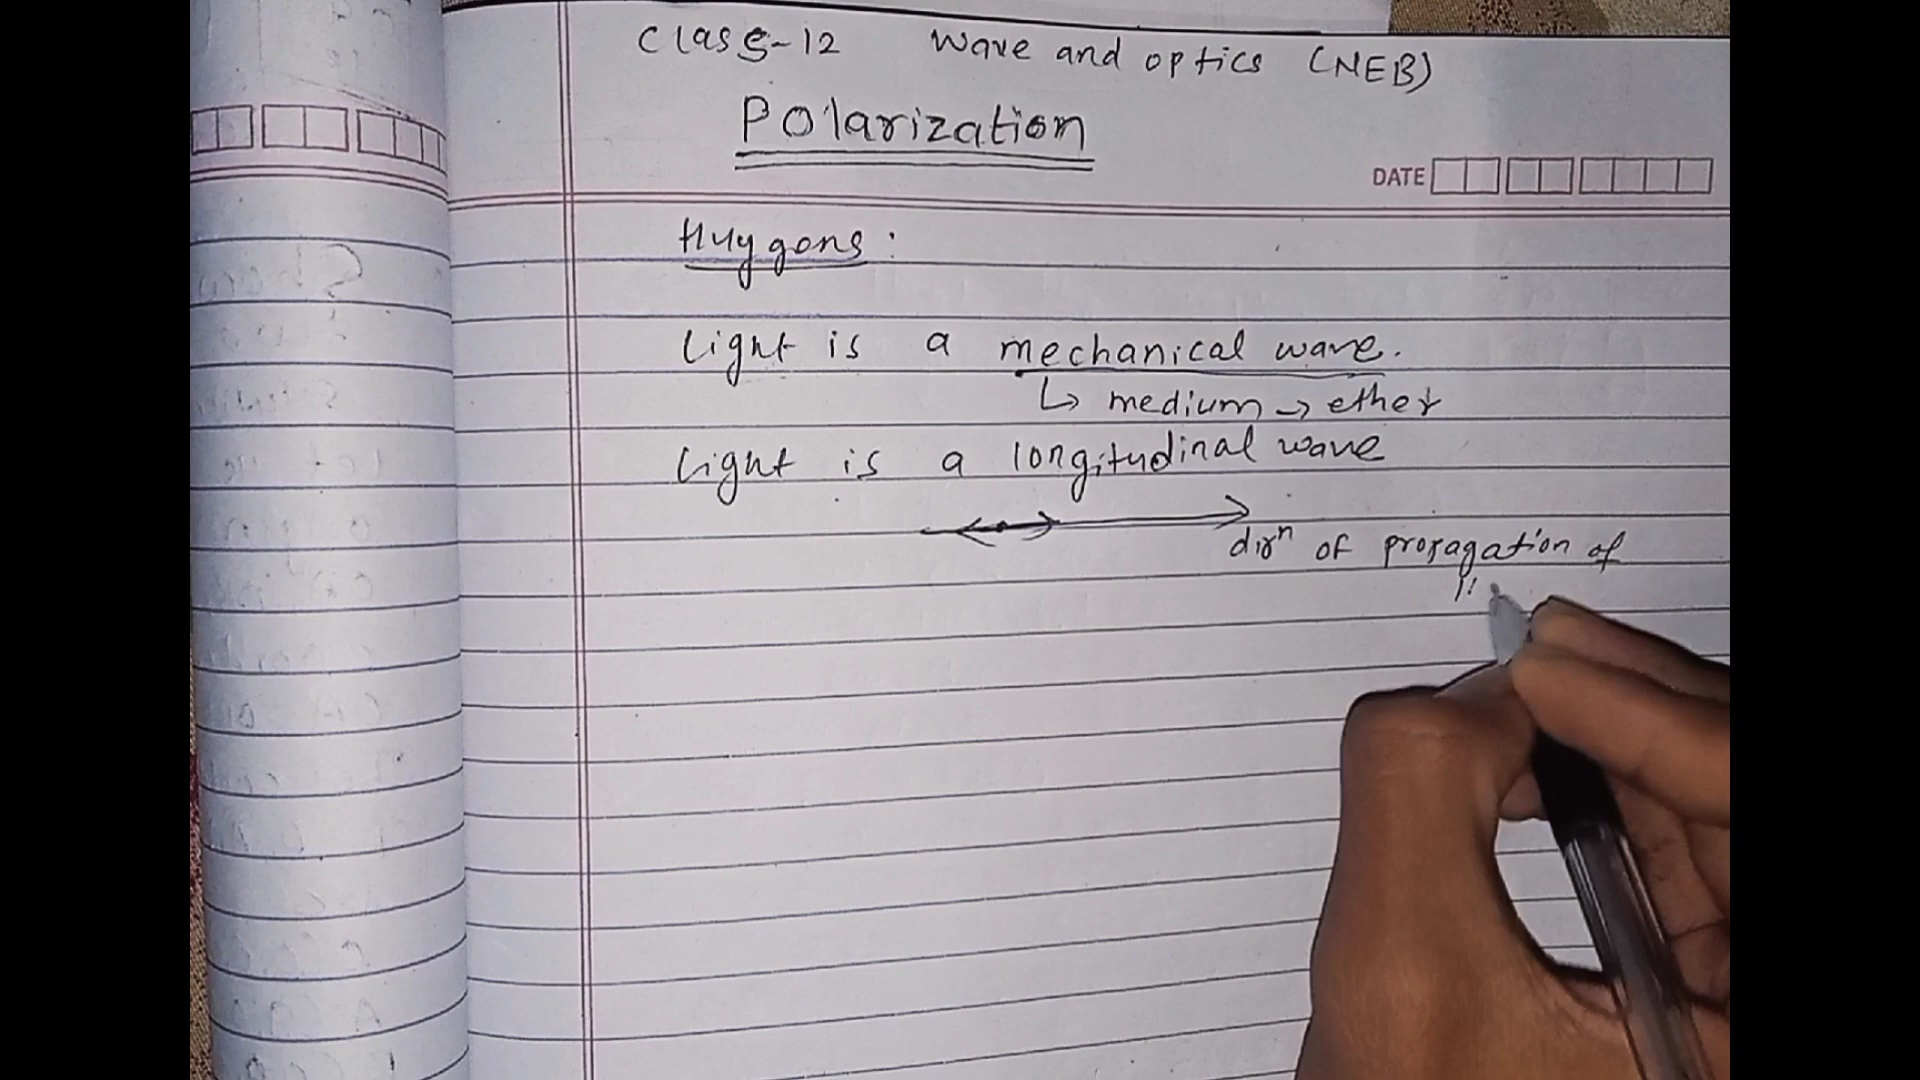 Class-12 Wave and optics (NEB)
Polarization
DATE
Huygens:
Light is a mechanical wave.
↳ medium → ether
Light is a longitudinal wave
dirⁿ of propagation of
li